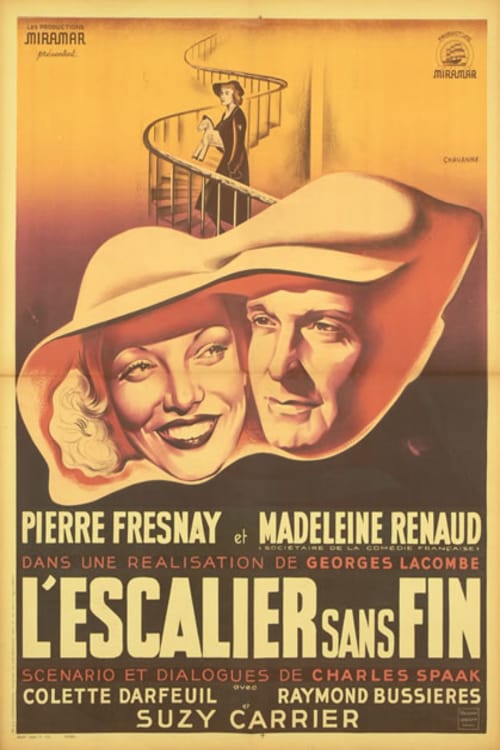 LES PRODUCTIONS
MIRAMAR
présentent
PRODUCTIONS
MIRAMAR
CHAVANNE
PIERRE FRESNAY et MADELEINE RENAUD
(SOCIÉTAIRE DE LA COMÉDIE FRANÇAISE)
DANS UNE REALISATION DE GEORGES LACOMBE
L'ESCALIER SANS FIN
SCENARIO ET DIALOGUES DE CHARLES SPAAK
avec
COLETTE DARFEUIL RAYMOND BUSSIERES
et
SUZY CARRIER